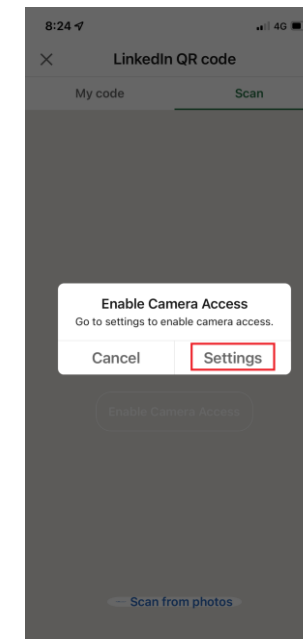 8:24
4G
LinkedIn QR code
My code Scan
Enable Camera Access
Go to settings to enable camera access.
Cancel Settings
Enable Camera Access
Scan from photos